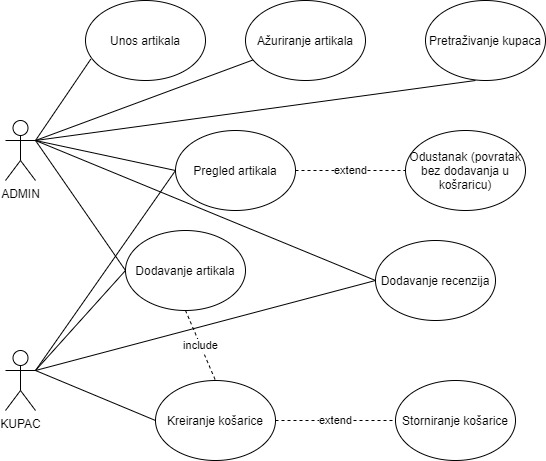 Unos artikala
Ažuriranje artikala
Pretraživanje kupaca
ADMIN
Pregled artikala
extend
Odustanak (povratak
bez dodavanja u
košraricu)
Dodavanje artikala
Dodavanje recenzija
include
KUPAC
Kreiranje košarice
extend
Storniranje košarice